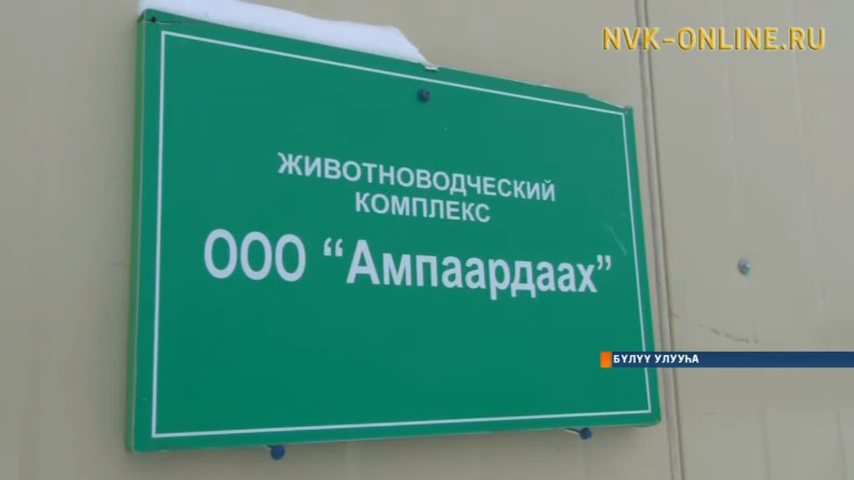 NVK-ONLINE.RU
ЖИВОТНОВОДЧЕСКИЙ
КОМПЛЕКС
ООО “Ампаардаах”
БҮЛҮҮ УЛУУҺА